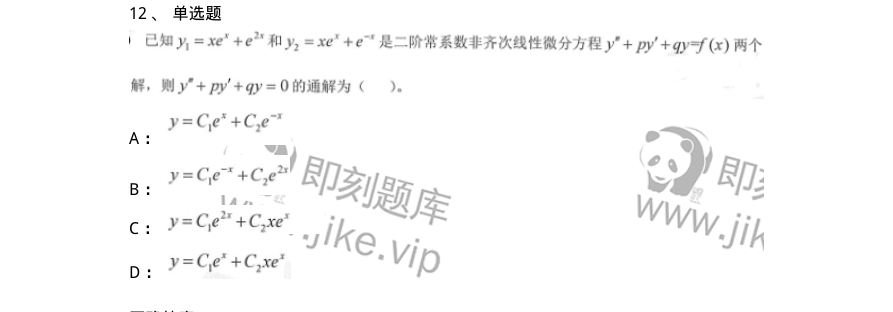 12 、 单选题
已知 y₁ = xeˣ + e²ˣ 和 y₂ = xeˣ + e⁻ˣ 是二阶常系数非齐次线性微分方程 y″ + py′ + qy=f (x) 两个
解，则 y″ + py′ + qy = 0 的通解为（ ）。
A： y = C₁eˣ + C₂e⁻ˣ
B： y = C₁e⁻ˣ + C₂e²ˣ
C： y = C₁e²ˣ + C₂xeˣ
D： y = C₁eˣ + C₂xeˣ
即刻题库
.jike.vip
即
www.jik